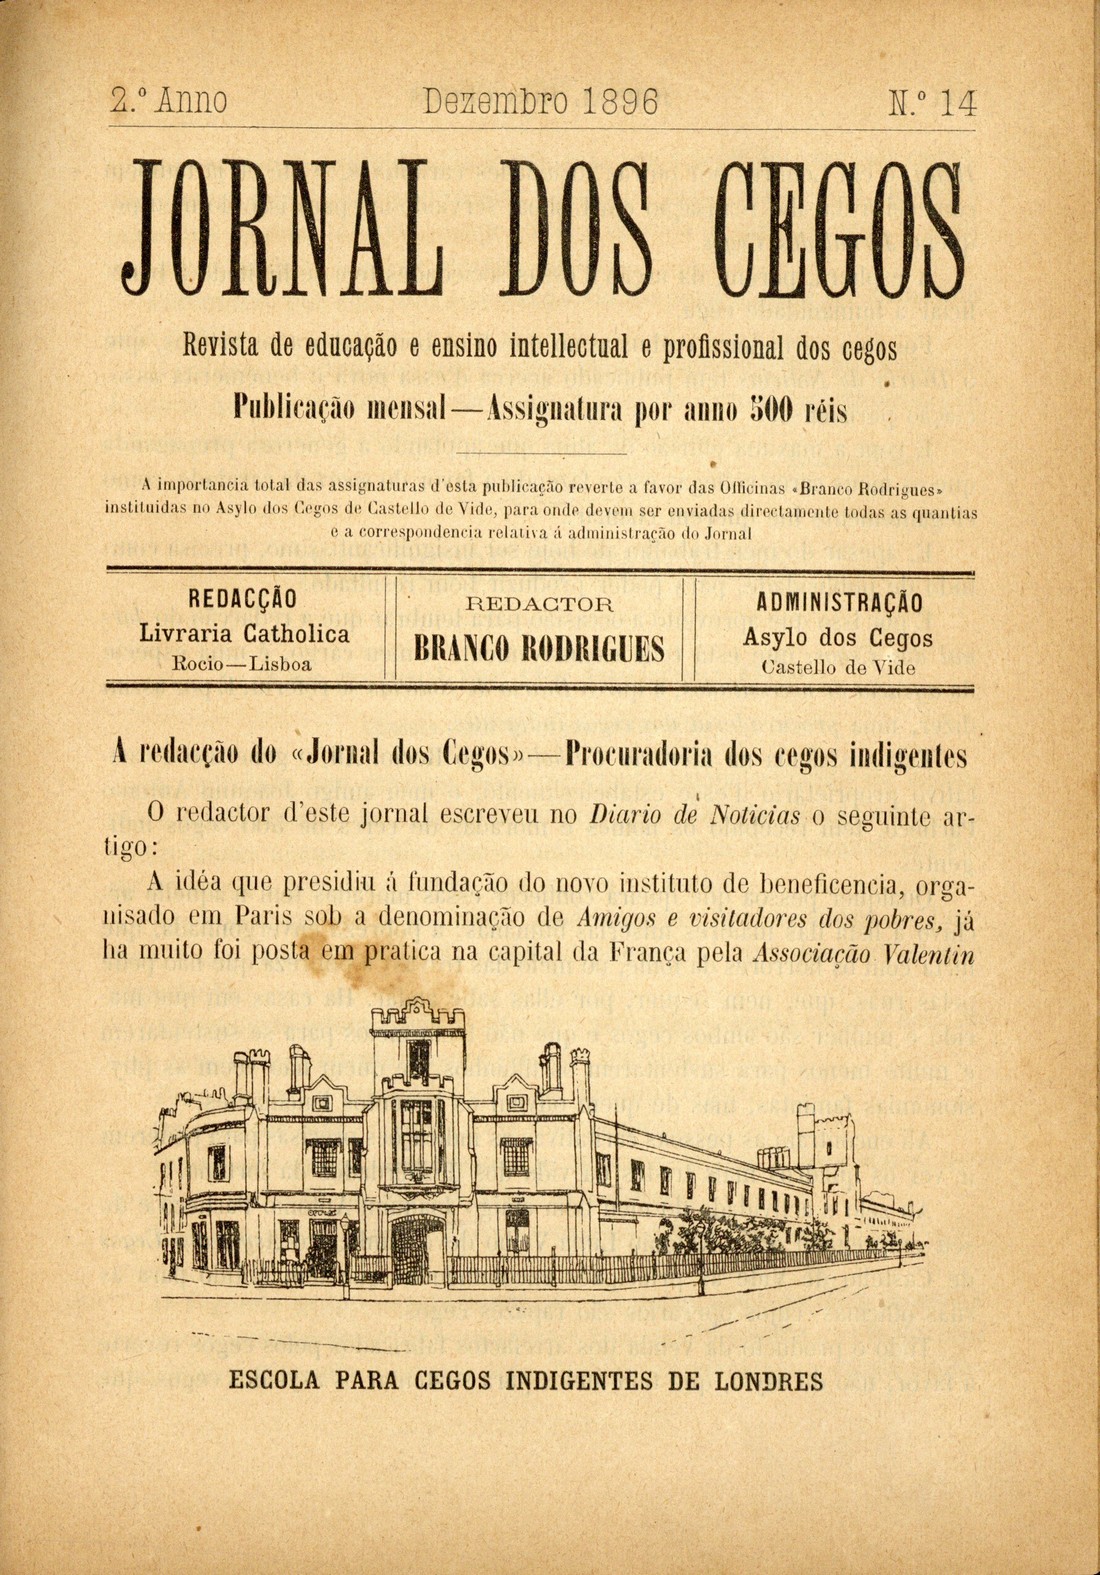 2.º Anno Dezembro 1896 N.º 14
JORNAL DOS CEGOS
Revista de educação e ensino intellectual e profissional dos cegos
Publicação mensal—Assignatura por anno 500 réis
A importancia total das assignaturas d'esta publicação reverte a favor das Officinas «Branco Rodrigues»
instituidas no Asylo dos Cegos de Castello de Vide, para onde devem ser enviadas directamente todas as quantias
e a correspondencia relativa á administração do Jornal
REDACÇÃO
Livraria Catholica
Rocio—Lisboa
REDACTOR
BRANCO RODRIGUES
ADMINISTRAÇÃO
Asylo dos Cegos
Castello de Vide
A redacção do «Jornal dos Cegos»—Procuradoria dos cegos indigentes
O redactor d'este jornal escreveu no Diario de Noticias o seguinte ar-
tigo:
A idéa que presidiu á fundação do novo instituto de beneficencia, orga-
nisado em Paris sob a denominação de Amigos e visitadores dos pobres, já
ha muito foi posta em pratica na capital da França pela Associação Valentin
ESCOLA PARA CEGOS INDIGENTES DE LONDRES